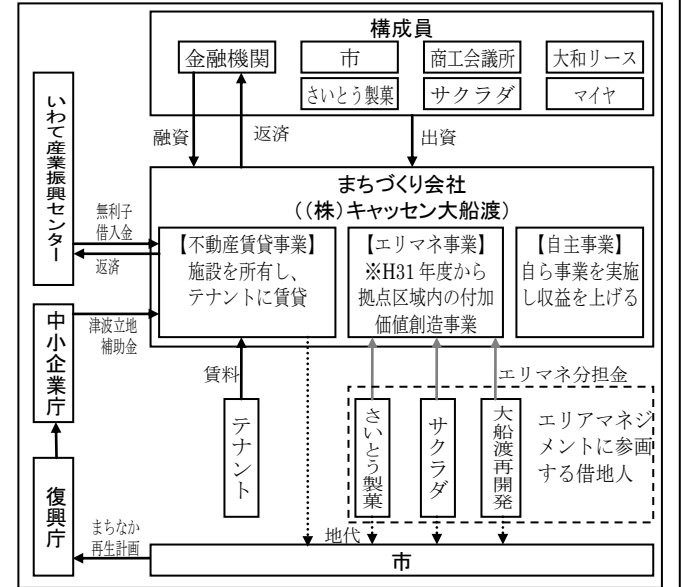 構成員
金融機関
市
商工会議所
大和リース
さいとう製菓
サクラダ
マイヤ
融資
返済
出資
いわて産業振興センター
無利子
借入金
返済
まちづくり会社
((株)キャッセン大船渡)
【不動産賃貸事業】
施設を所有し、
テナントに賃貸
【エリマネ事業】
※H31年度から
拠点区域内の付加
価値創造事業
【自主事業】
自ら事業を実施
し収益を上げる
中小企業庁
津波立地
補助金
賃料
エリマネ分担金
テナント
さいとう製菓
サクラダ
大船渡再開発
エリアマネジ
メントに参画
する借地人
復興庁
まちなか
再生計画
地代
市